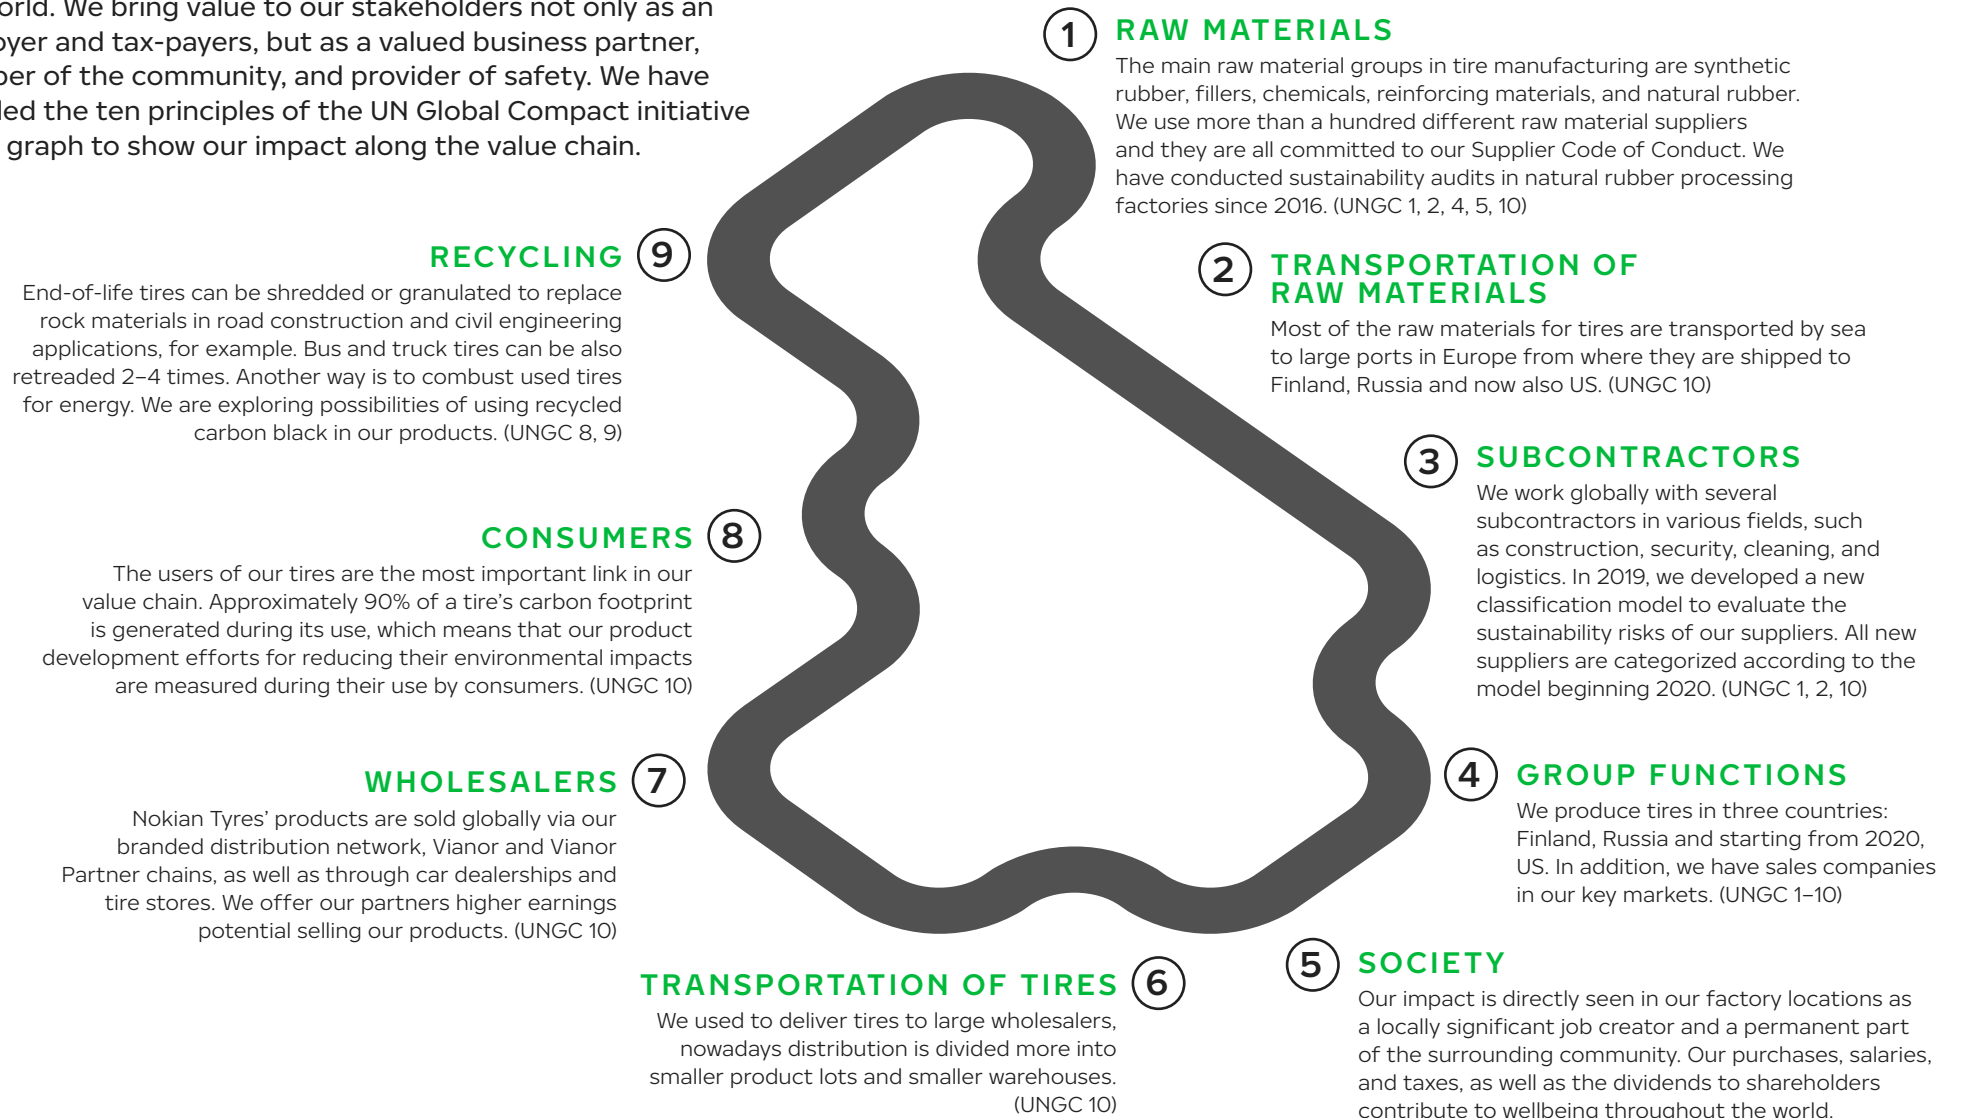 We bring value to our stakeholders not only as an
and tax-payers, but as a valued business partner,
of the community, and provider of safety. We have
the ten principles of the UN Global Compact initiative
graph to show our impact along the value chain.
1 RAW MATERIALS
The main raw material groups in tire manufacturing are synthetic
rubber, fillers, chemicals, reinforcing materials, and natural rubber.
We use more than a hundred different raw material suppliers
and they are all committed to our Supplier Code of Conduct. We
have conducted sustainability audits in natural rubber processing
factories since 2016. (UNGC 1, 2, 4, 5, 10)
2 TRANSPORTATION OF
RAW MATERIALS
Most of the raw materials for tires are transported by sea
to large ports in Europe from where they are shipped to
Finland, Russia and now also US. (UNGC 10)
3 SUBCONTRACTORS
We work globally with several
subcontractors in various fields, such
as construction, security, cleaning, and
logistics. In 2019, we developed a new
classification model to evaluate the
sustainability risks of our suppliers. All new
suppliers are categorized according to the
model beginning 2020. (UNGC 1, 2, 10)
4 GROUP FUNCTIONS
We produce tires in three countries:
Finland, Russia and starting from 2020,
US. In addition, we have sales companies
in our key markets. (UNGC 1–10)
5 SOCIETY
Our impact is directly seen in our factory locations as
a locally significant job creator and a permanent part
of the surrounding community. Our purchases, salaries,
and taxes, as well as the dividends to shareholders
contribute to wellbeing throughout the world.
TRANSPORTATION OF TIRES 6
We used to deliver tires to large wholesalers,
nowadays distribution is divided more into
smaller product lots and smaller warehouses.
(UNGC 10)
WHOLESALERS 7
Nokian Tyres’ products are sold globally via our
branded distribution network, Vianor and Vianor
Partner chains, as well as through car dealerships and
tire stores. We offer our partners higher earnings
potential selling our products. (UNGC 10)
CONSUMERS 8
The users of our tires are the most important link in our
value chain. Approximately 90% of a tire’s carbon footprint
is generated during its use, which means that our product
development efforts for reducing their environmental impacts
are measured during their use by consumers. (UNGC 10)
RECYCLING 9
End-of-life tires can be shredded or granulated to replace
rock materials in road construction and civil engineering
applications, for example. Bus and truck tires can be also
retreaded 2–4 times. Another way is to combust used tires
for energy. We are exploring possibilities of using recycled
carbon black in our products. (UNGC 8, 9)